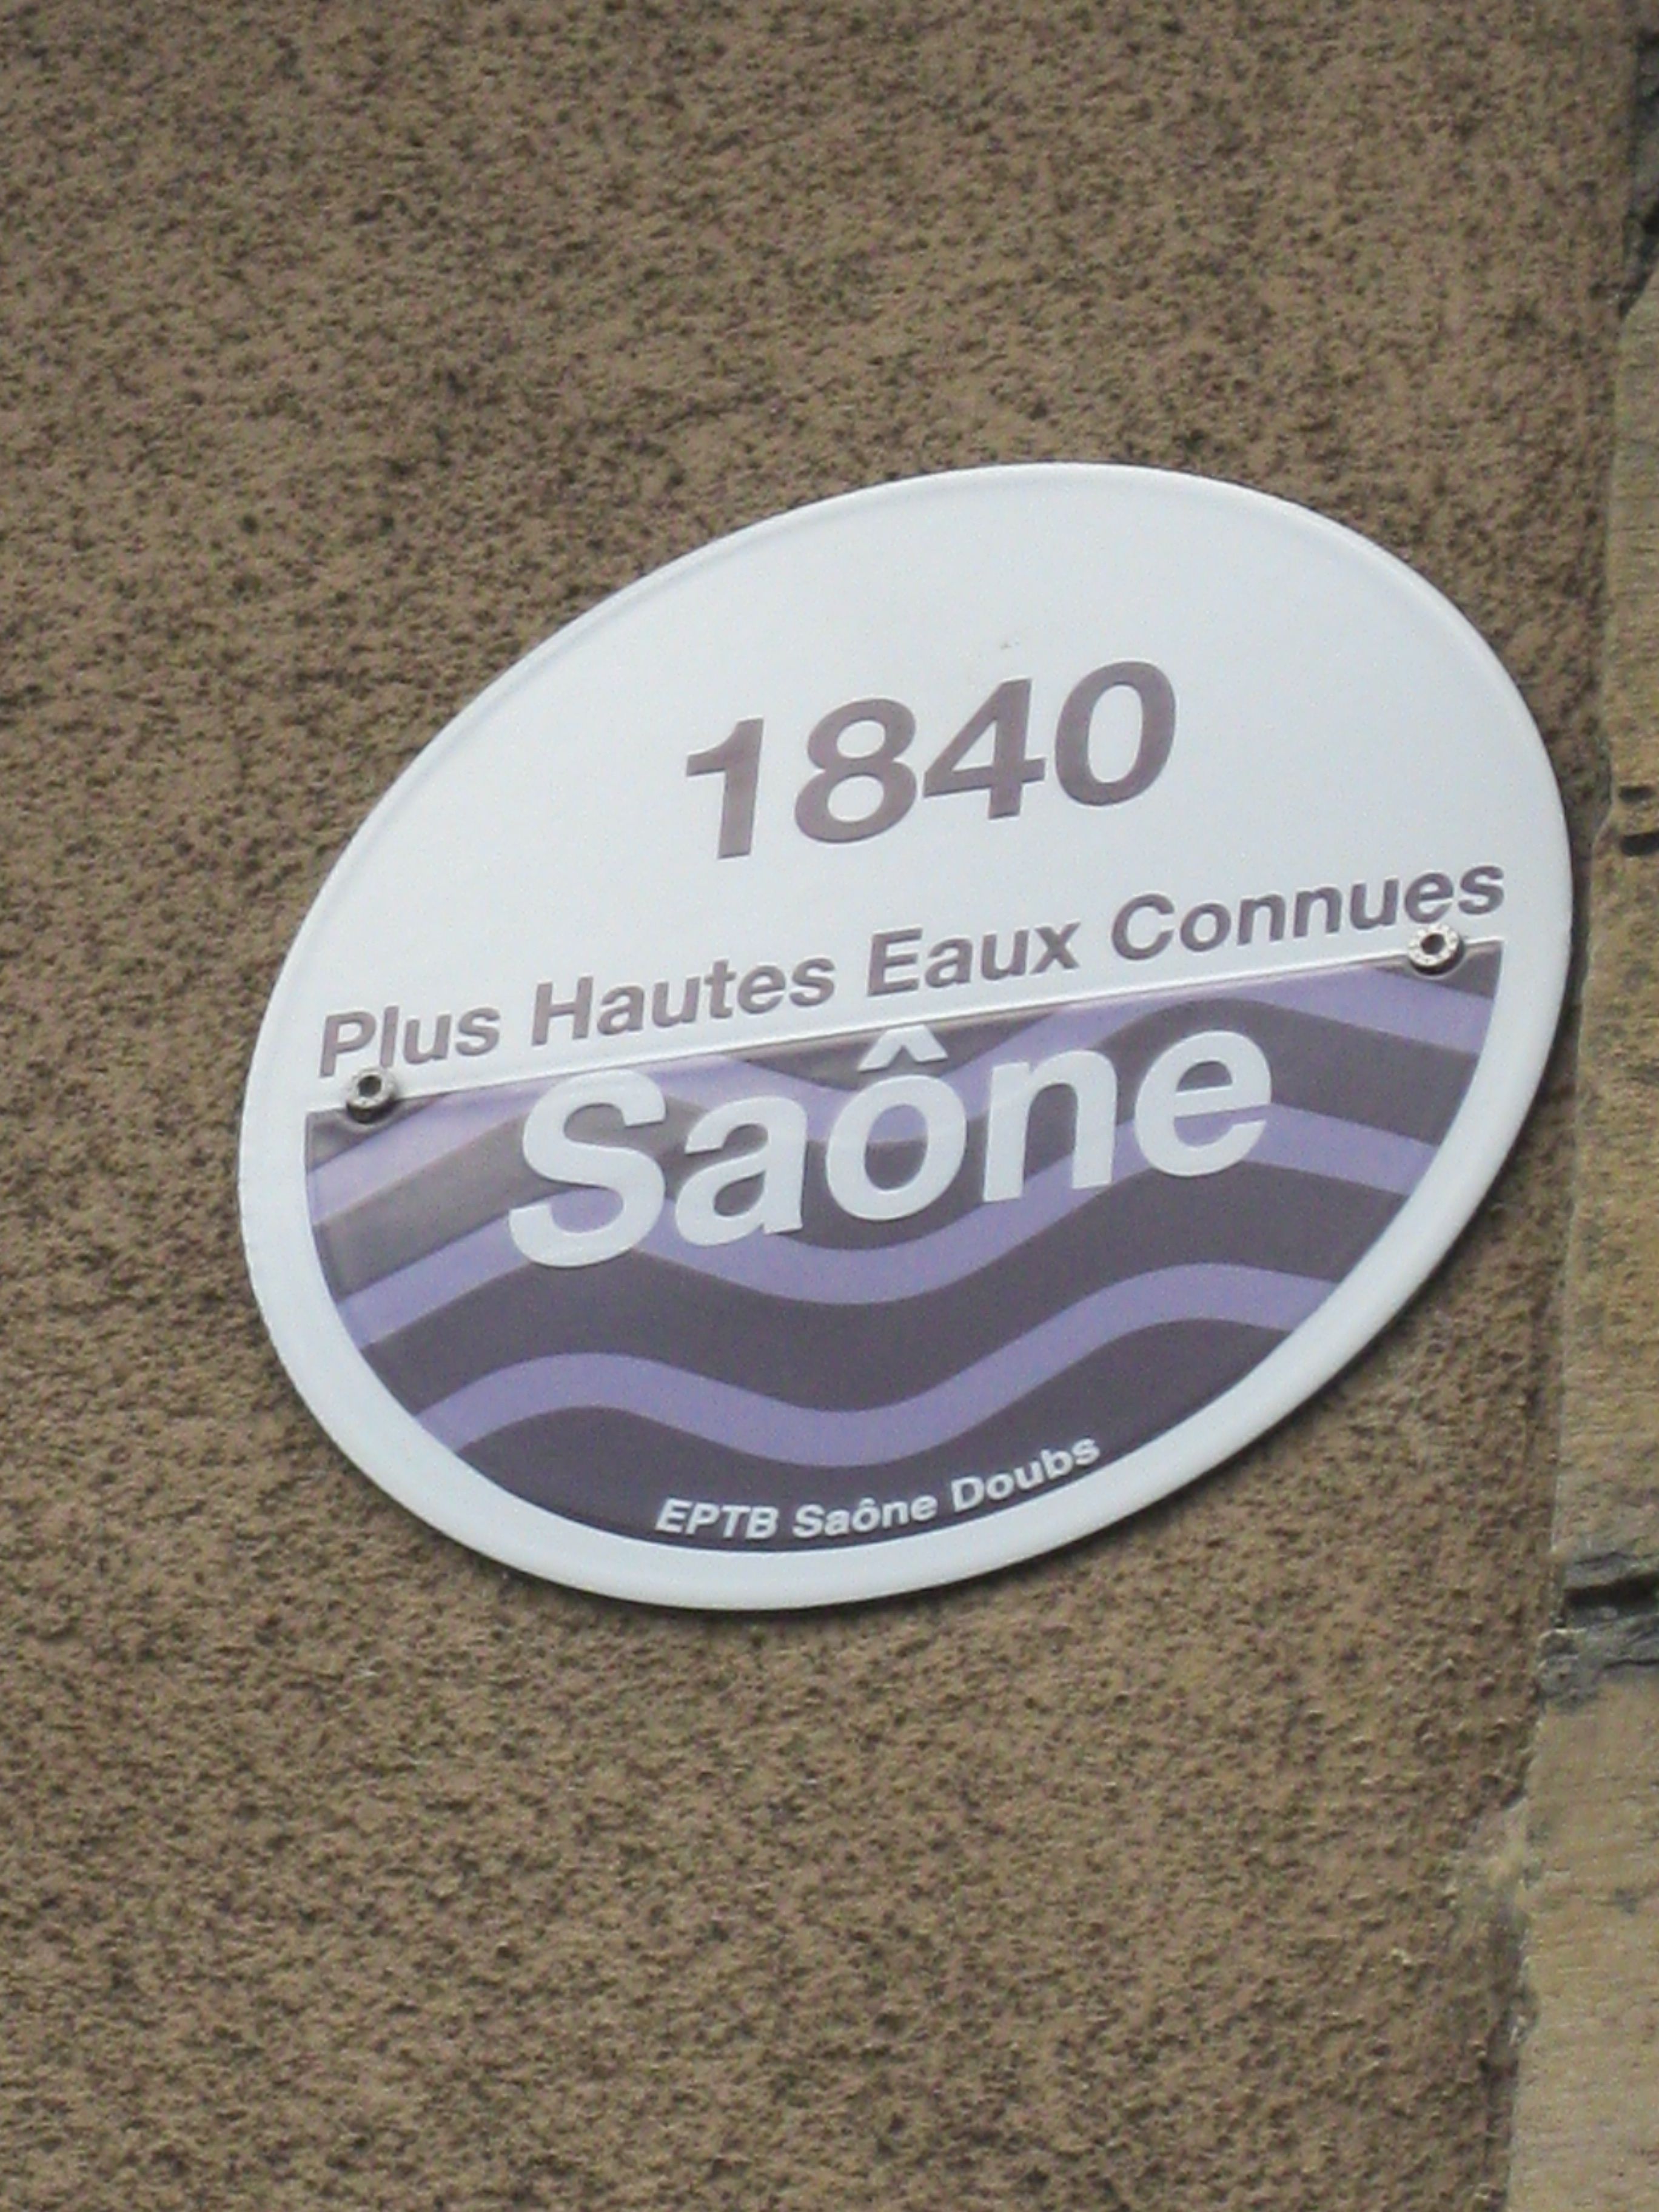 1840
Plus Hautes Eaux Connues
Saône
EPTB Saône Doubs